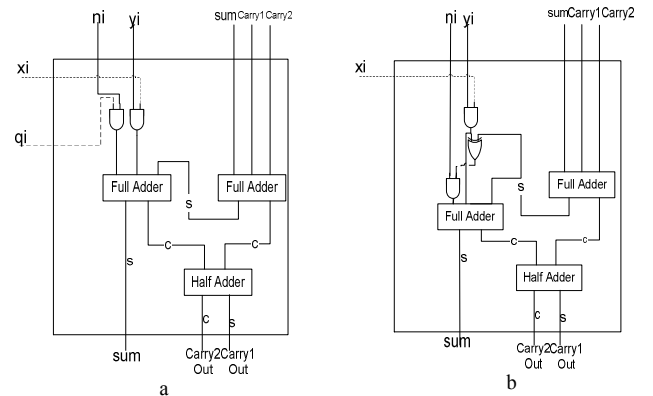 ni yi sum Carry1 Carry2
xi
qi
Full Adder Full Adder
s
c c
s
Half Adder
c s
sum Carry2 Carry1
Out Out
a
ni yi sum Carry1 Carry2
xi
Full Adder
s
Full Adder
c c
s
Half Adder
c s
sum Carry2 Carry1
Out Out
b